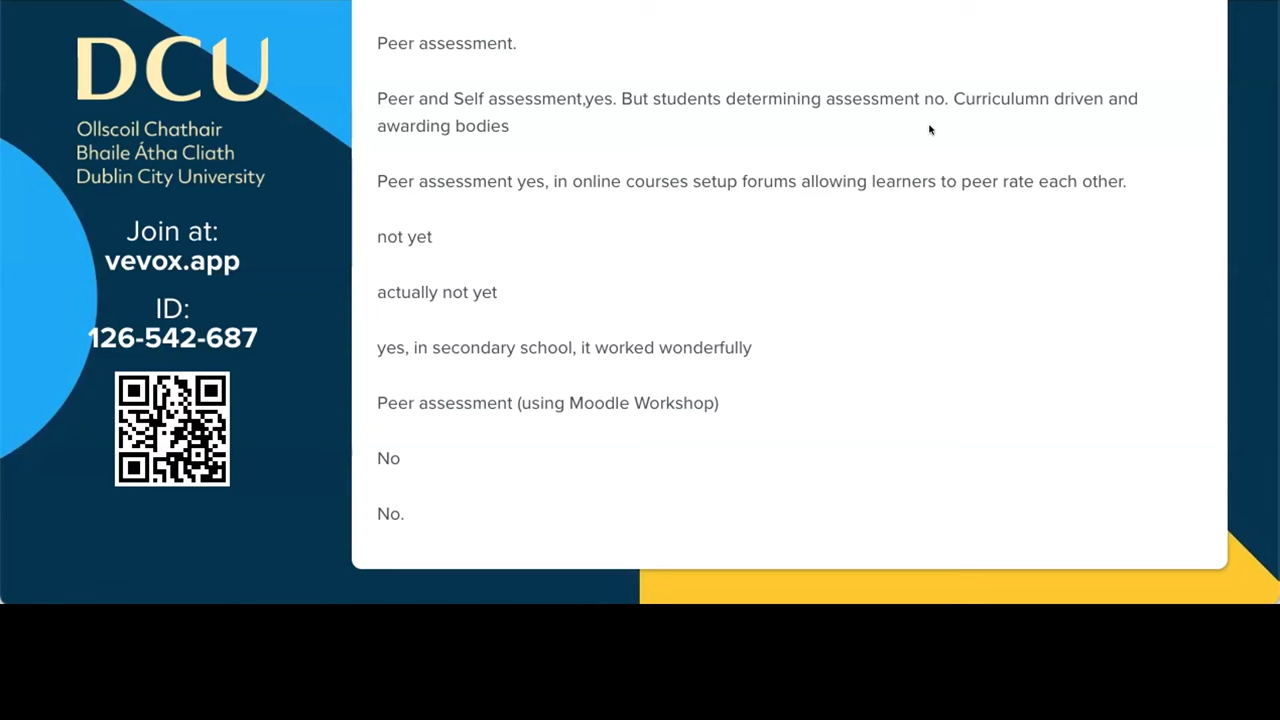 DCU
Ollscoil Chathair
Bhaile Átha Cliath
Dublin City University
Join at:
vevox.app
ID:
126-542-687
Peer assessment.
Peer and Self assessment,yes. But students determining assessment no. Curriculumn driven and
awarding bodies
Peer assessment yes, in online courses setup forums allowing learners to peer rate each other.
not yet
actually not yet
yes, in secondary school, it worked wonderfully
Peer assessment (using Moodle Workshop)
No
No.